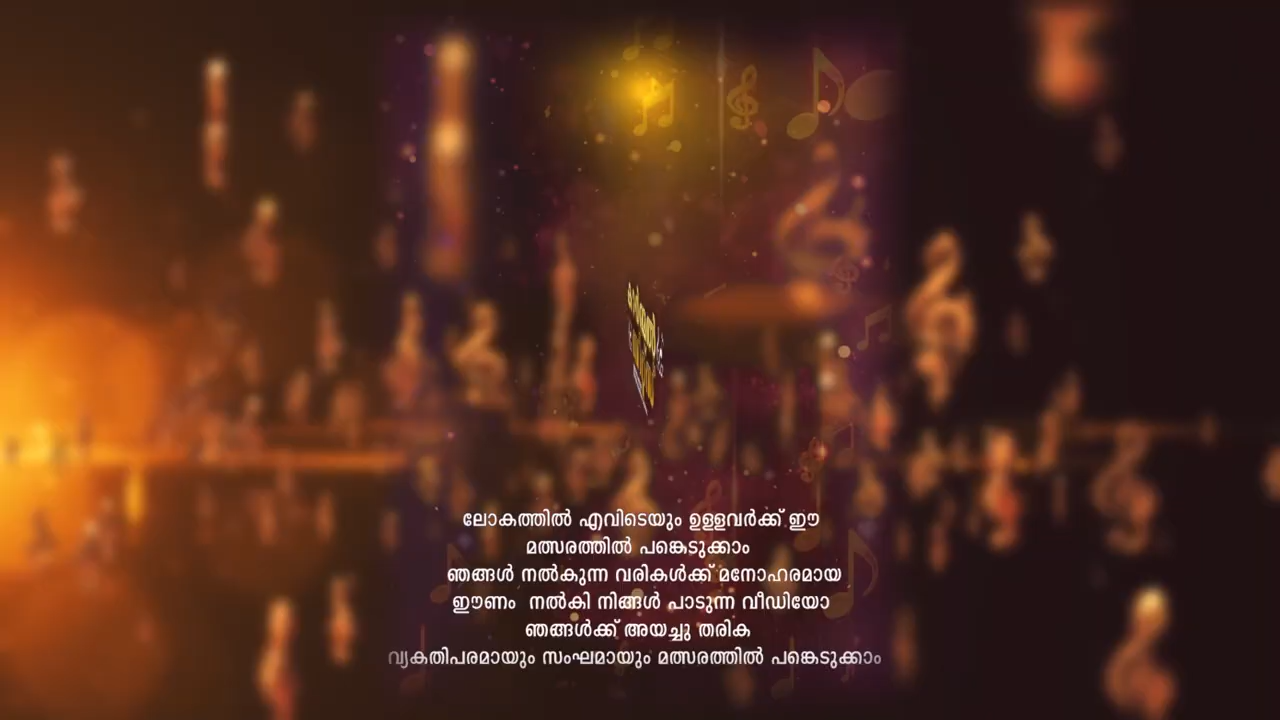 ലോകത്തിൽ എവിടെയും ഉള്ളവർക്ക് ഈ
മത്സരത്തിൽ പങ്കെടുക്കാം
ഞങ്ങൾ നൽകുന്ന വരികൾക്ക് മനോഹരമായ
ഈണം നൽകി നിങ്ങൾ പാടുന്ന വീഡിയോ
ഞങ്ങൾക്ക് അയച്ചു തരിക
വ്യകതിപരമായും സംഘമായും മത്സരത്തിൽ പങ്കെടുക്കാം